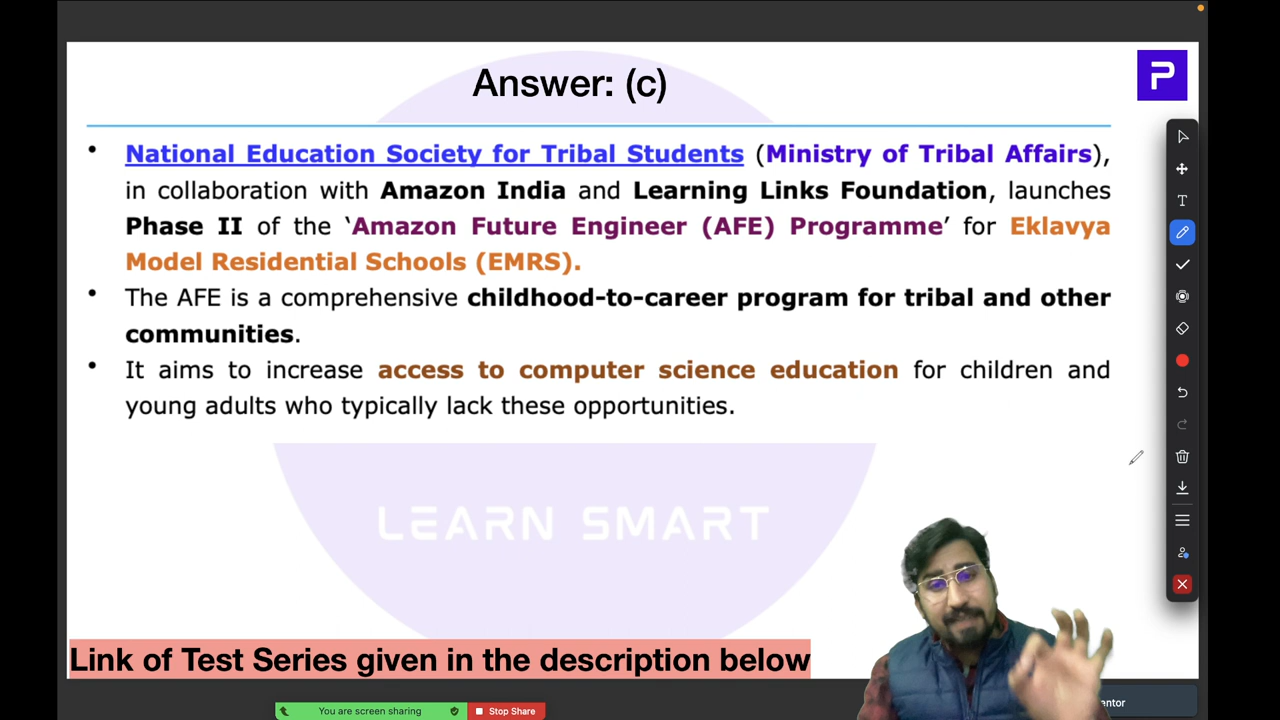 Answer: (c)
P
• National Education Society for Tribal Students (Ministry of Tribal Affairs),
in collaboration with Amazon India and Learning Links Foundation, launches
Phase II of the ‘Amazon Future Engineer (AFE) Programme’ for Eklavya
Model Residential Schools (EMRS).
• The AFE is a comprehensive childhood-to-career program for tribal and other
communities.
• It aims to increase access to computer science education for children and
young adults who typically lack these opportunities.
LEARN SMART
Link of Test Series given in the description below
You are screen sharing
Stop Share
T